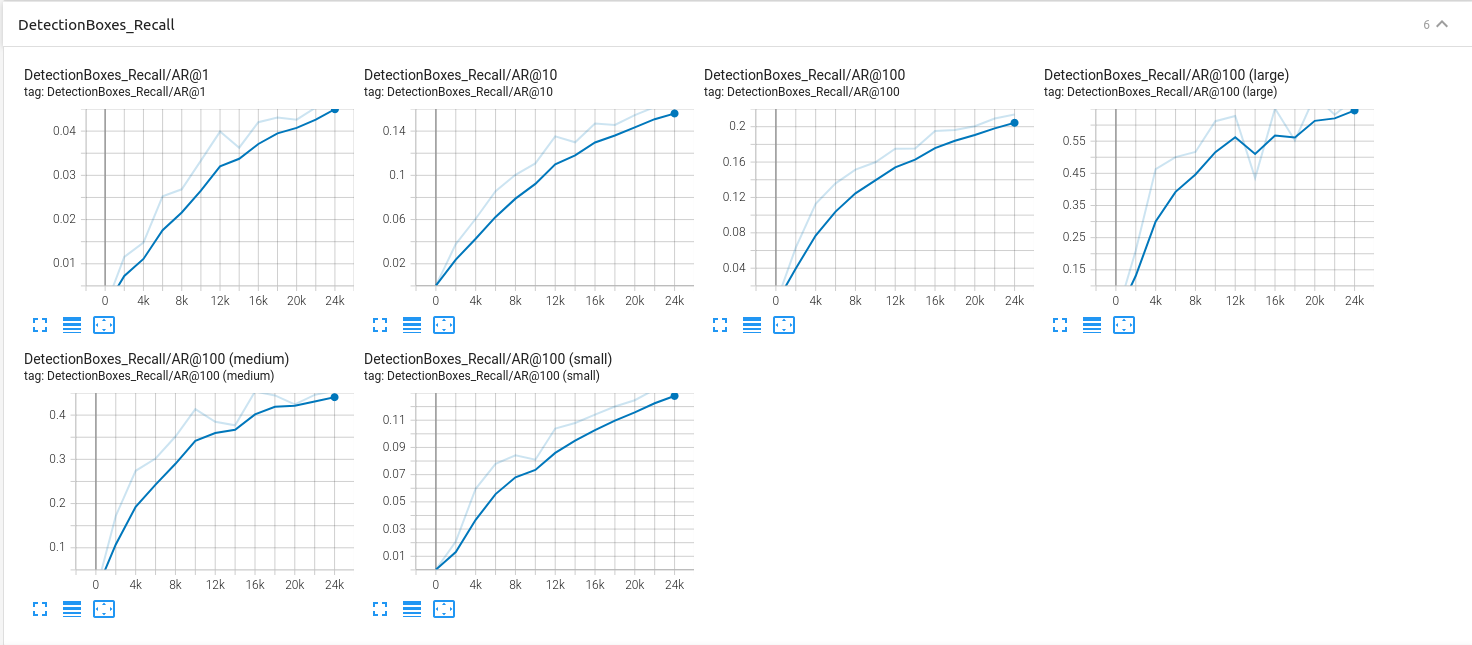 DetectionBoxes_Recall
6
DetectionBoxes_Recall/AR@1
tag: DetectionBoxes_Recall/AR@1
0.04
0.03
0.02
0.01
0 4k 8k 12k 16k 20k 24k
DetectionBoxes_Recall/AR@10
tag: DetectionBoxes_Recall/AR@10
0.14
0.1
0.06
0.02
0 4k 8k 12k 16k 20k 24k
DetectionBoxes_Recall/AR@100
tag: DetectionBoxes_Recall/AR@100
0.2
0.16
0.12
0.08
0.04
0 4k 8k 12k 16k 20k 24k
DetectionBoxes_Recall/AR@100 (large)
tag: DetectionBoxes_Recall/AR@100 (large)
0.55
0.45
0.35
0.25
0.15
0 4k 8k 12k 16k 20k 24k
DetectionBoxes_Recall/AR@100 (medium)
tag: DetectionBoxes_Recall/AR@100 (medium)
0.4
0.3
0.2
0.1
0 4k 8k 12k 16k 20k 24k
DetectionBoxes_Recall/AR@100 (small)
tag: DetectionBoxes_Recall/AR@100 (small)
0.11
0.09
0.07
0.05
0.03
0.01
0 4k 8k 12k 16k 20k 24k